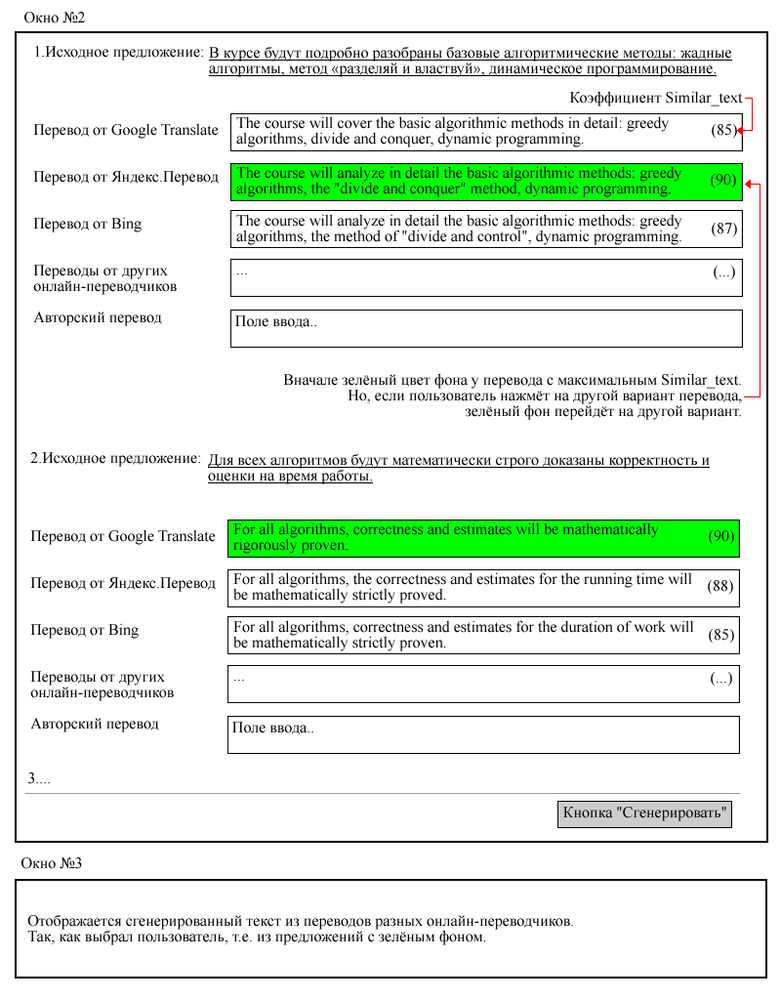 Окно №2
1.Исходное предложение: В курсе будут подробно разобраны базовые алгоритмические методы: жадные
алгоритмы, метод «разделяй и властвуй», динамическое программирование.
Коэффициент Similar_text
Перевод от Google Translate
The course will cover the basic algorithmic methods in detail: greedy
algorithms, divide and conquer, dynamic programming.
(85)
Перевод от Яндекс.Перевод
The course will analyze in detail the basic algorithmic methods: greedy
algorithms, the "divide and conquer" method, dynamic programming.
(90)
Перевод от Bing
The course will analyze in detail the basic algorithmic methods: greedy
algorithms, the method of "divide and control", dynamic programming.
(87)
Переводы от других
онлайн-переводчиков
...
(...)
Авторский перевод
Поле ввода..
Вначале зелёный цвет фона у перевода с максимальным Similar_text.
Но, если пользователь нажмёт на другой вариант перевода,
зелёный фон перейдёт на другой вариант.
2.Исходное предложение: Для всех алгоритмов будут математически строго доказаны корректность и
оценки на время работы.
Перевод от Google Translate
For all algorithms, correctness and estimates will be mathematically
rigorously proven.
(90)
Перевод от Яндекс.Перевод
For all algorithms, the correctness and estimates for the running time will
be mathematically strictly proved.
(88)
Перевод от Bing
For all algorithms, correctness and estimates for the duration of work will
be mathematically strictly proven.
(85)
Переводы от других
онлайн-переводчиков
...
(...)
Авторский перевод
Поле ввода..
3....
Кнопка "Сгенерировать"
Окно №3
Отображается сгенерированный текст из переводов разных онлайн-переводчиков.
Так, как выбрал пользователь, т.е. из предложений с зелёным фоном.